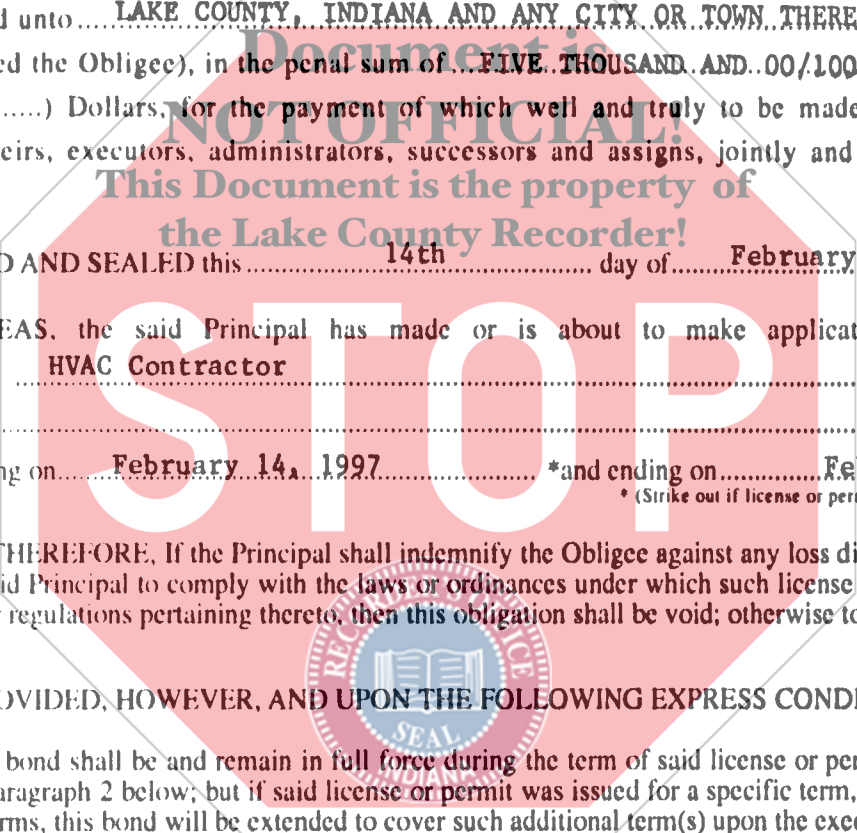 d unto.....LAKE COUNTY, INDIANA AND ANY CITY OR TOWN THERE
Document is
ed the Obligee), in the penal sum of...FIVE THOUSAND AND 00/100
.....) Dollars, for the payment of which well and truly to be made
NOT OFFICIAL!
eirs, executors, administrators, successors and assigns, jointly and
This Document is the property of
the Lake County Recorder!
D AND SEALED this........14th........day of.......February
EAS, the said Principal has made or is about to make applicat
HVAC Contractor
STOP
ng on......February 14, 1997........*and ending on........Fe
* (Strike out if license or per
THEREFORE, If the Principal shall indemnify the Obligee against any loss di
id Principal to comply with the laws or ordinances under which such license
regulations pertaining thereto, then this obligation shall be void; otherwise to
RECORDER'S OFFICE
OVIDED, HOWEVER, AND UPON THE FOLLOWING EXPRESS CONDI
SEAL
bond shall be and remain in full force during the term of said license or per
INDIANA
aragraph 2 below; but if said license or permit was issued for a specific term,
rms, this bond will be extended to cover such additional term(s) upon the exec